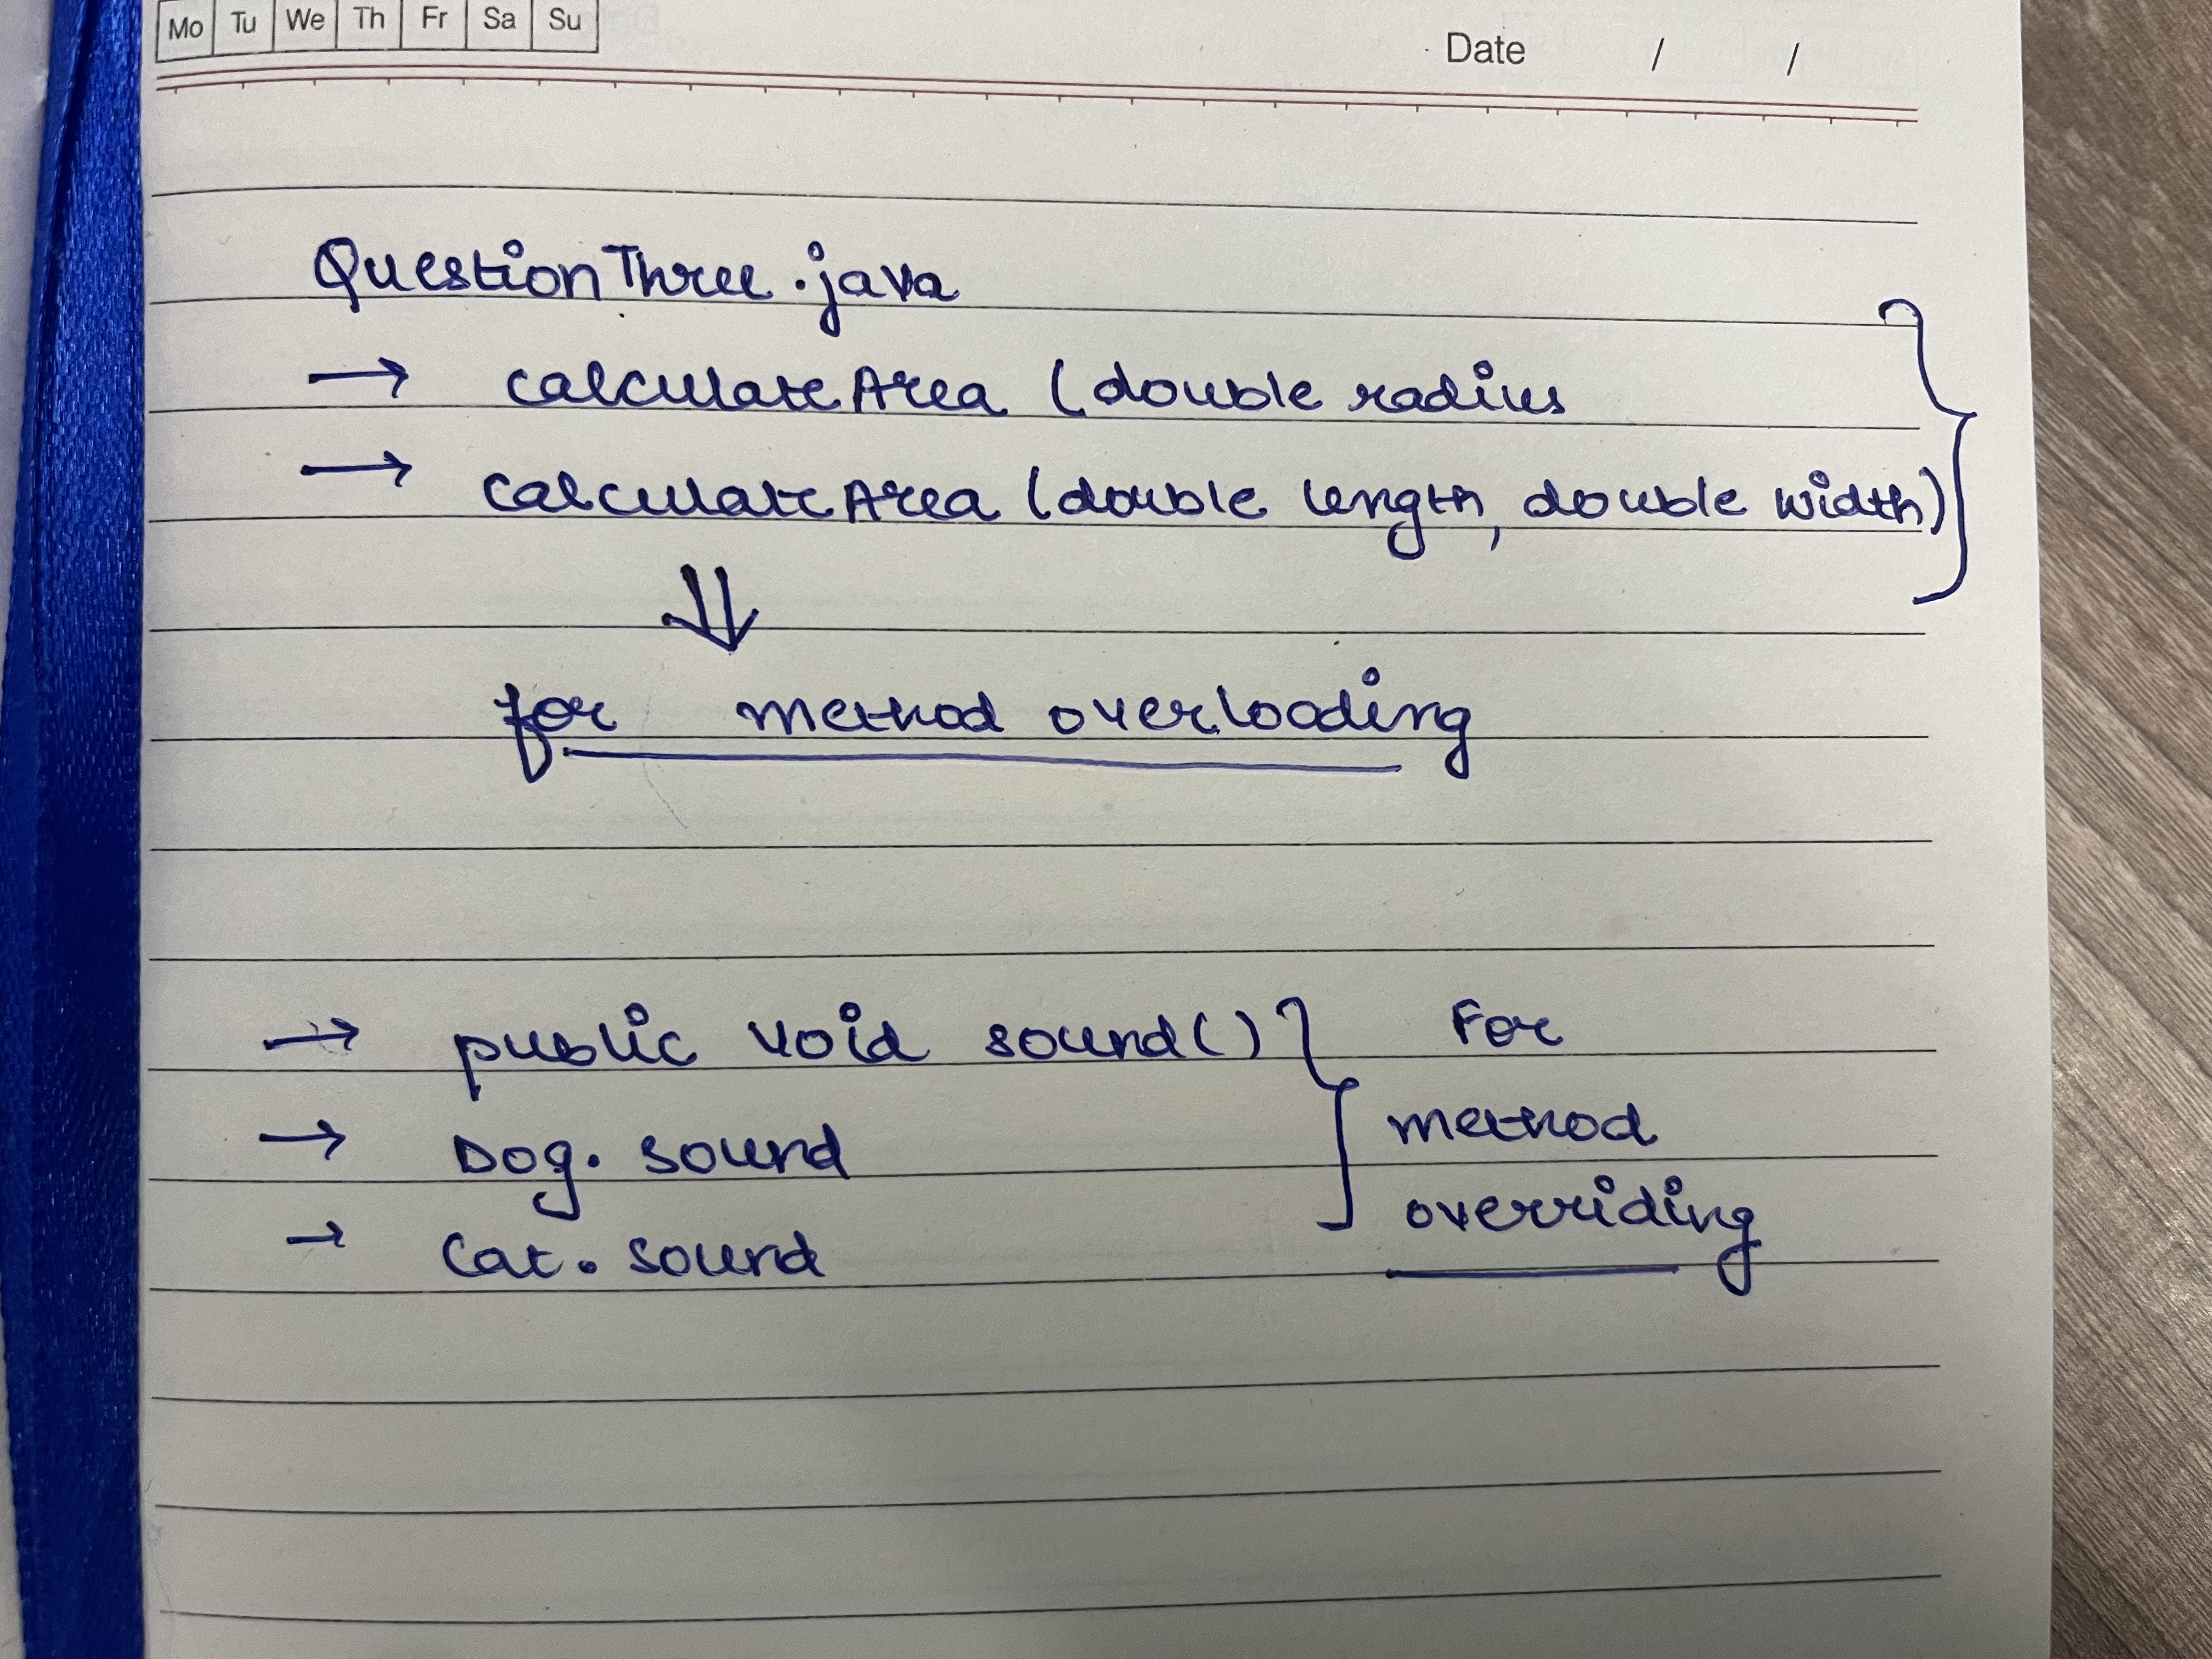 Mo Tu We Th Fr Sa Su
Date / /
QuestionThree.java
→ calculateArea (double radius
→ calculateArea (double length, double width)
⇓
for method overloading
→ public void sound() For
→ Dog. sound method
→ Cat. sound overriding